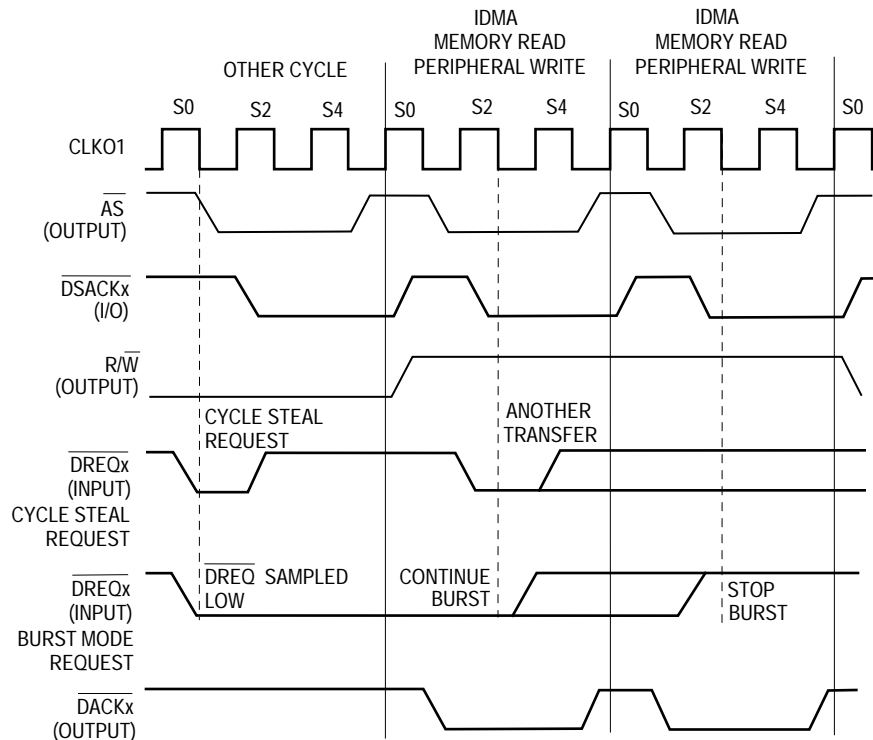 IDMA
MEMORY READ
PERIPHERAL WRITE
IDMA
MEMORY READ
PERIPHERAL WRITE
OTHER CYCLE
S0 S2 S4 S0 S2 S4 S0 S2 S4 S0
CLKO1
AS
(OUTPUT)
DSACKx
(I/O)
R/W
(OUTPUT)
CYCLE STEAL
REQUEST
ANOTHER
TRANSFER
DREQx
(INPUT)
CYCLE STEAL
REQUEST
DREQx
(INPUT)
BURST MODE
REQUEST
DREQ SAMPLED
LOW
CONTINUE
BURST
STOP
BURST
DACKx
(OUTPUT)